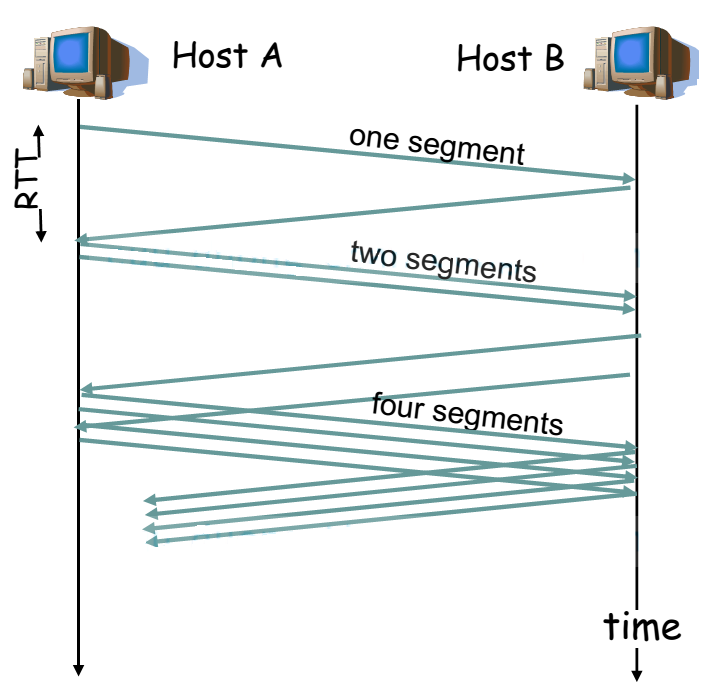 Host A
Host B
one segment
RTT
two segments
four segments
time